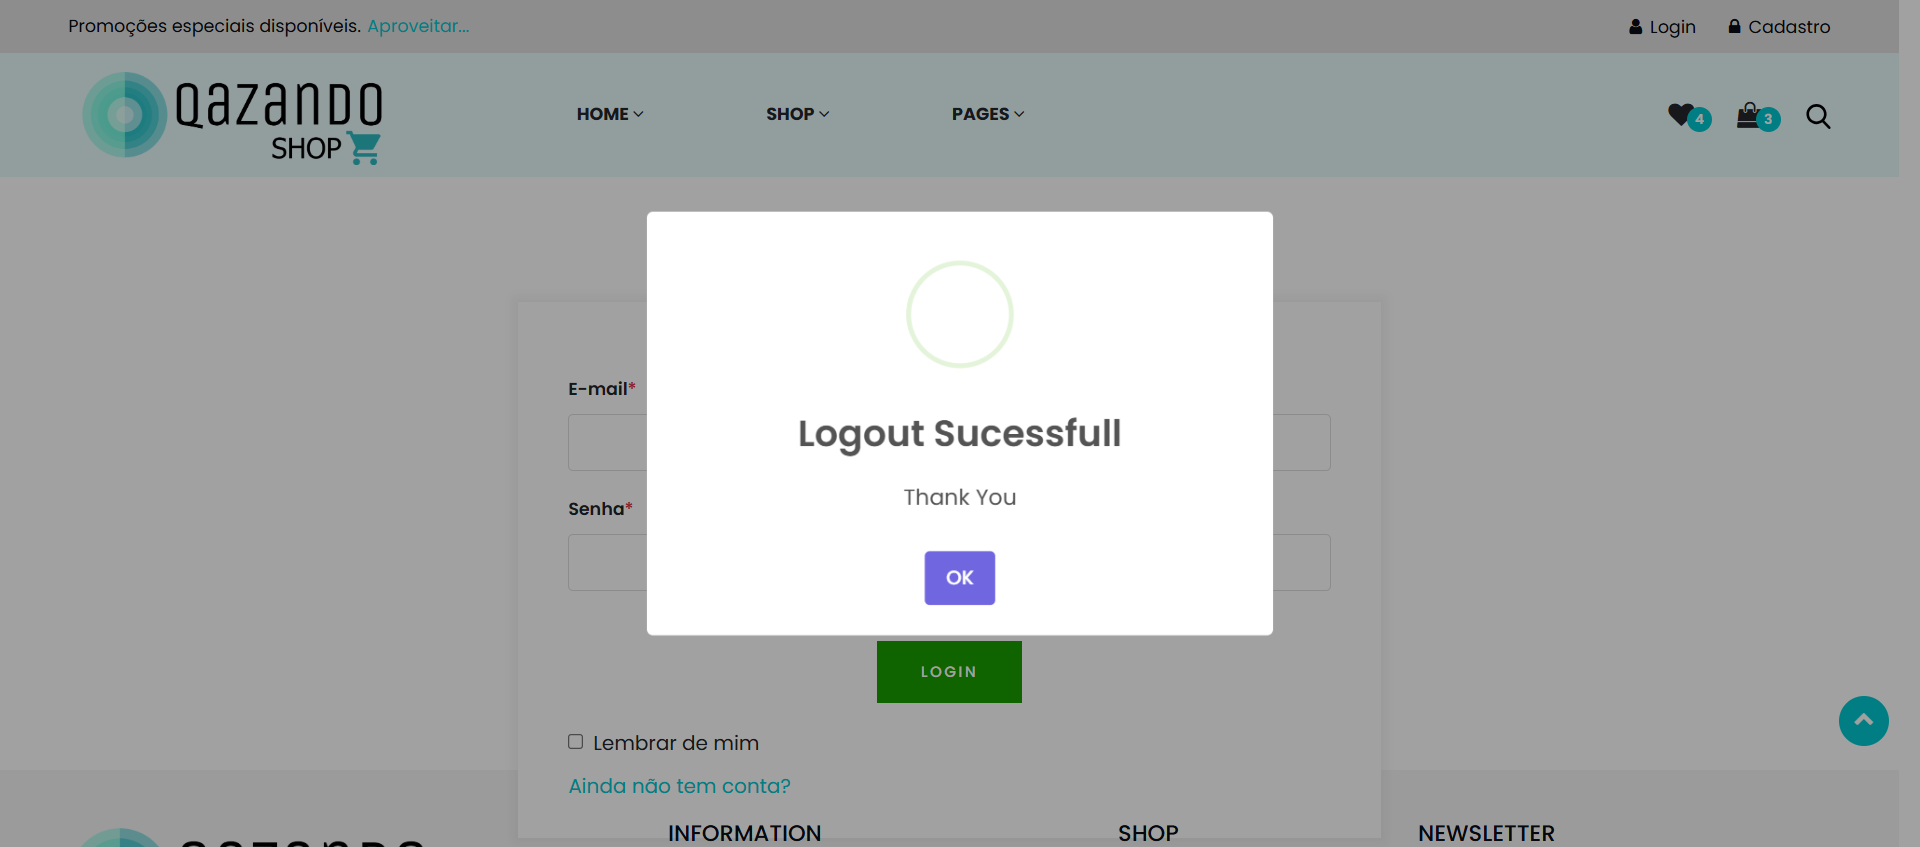 Promoções especiais disponíveis. Aproveitar...
Login
Cadastro
QAZANDO
SHOP
HOME
SHOP
PAGES
4
3
E-mail*
Logout Sucessfull
Thank You
Senha*
OK
LOGIN
Lembrar de mim
Ainda não tem conta?
INFORMATION
SHOP
NEWSLETTER